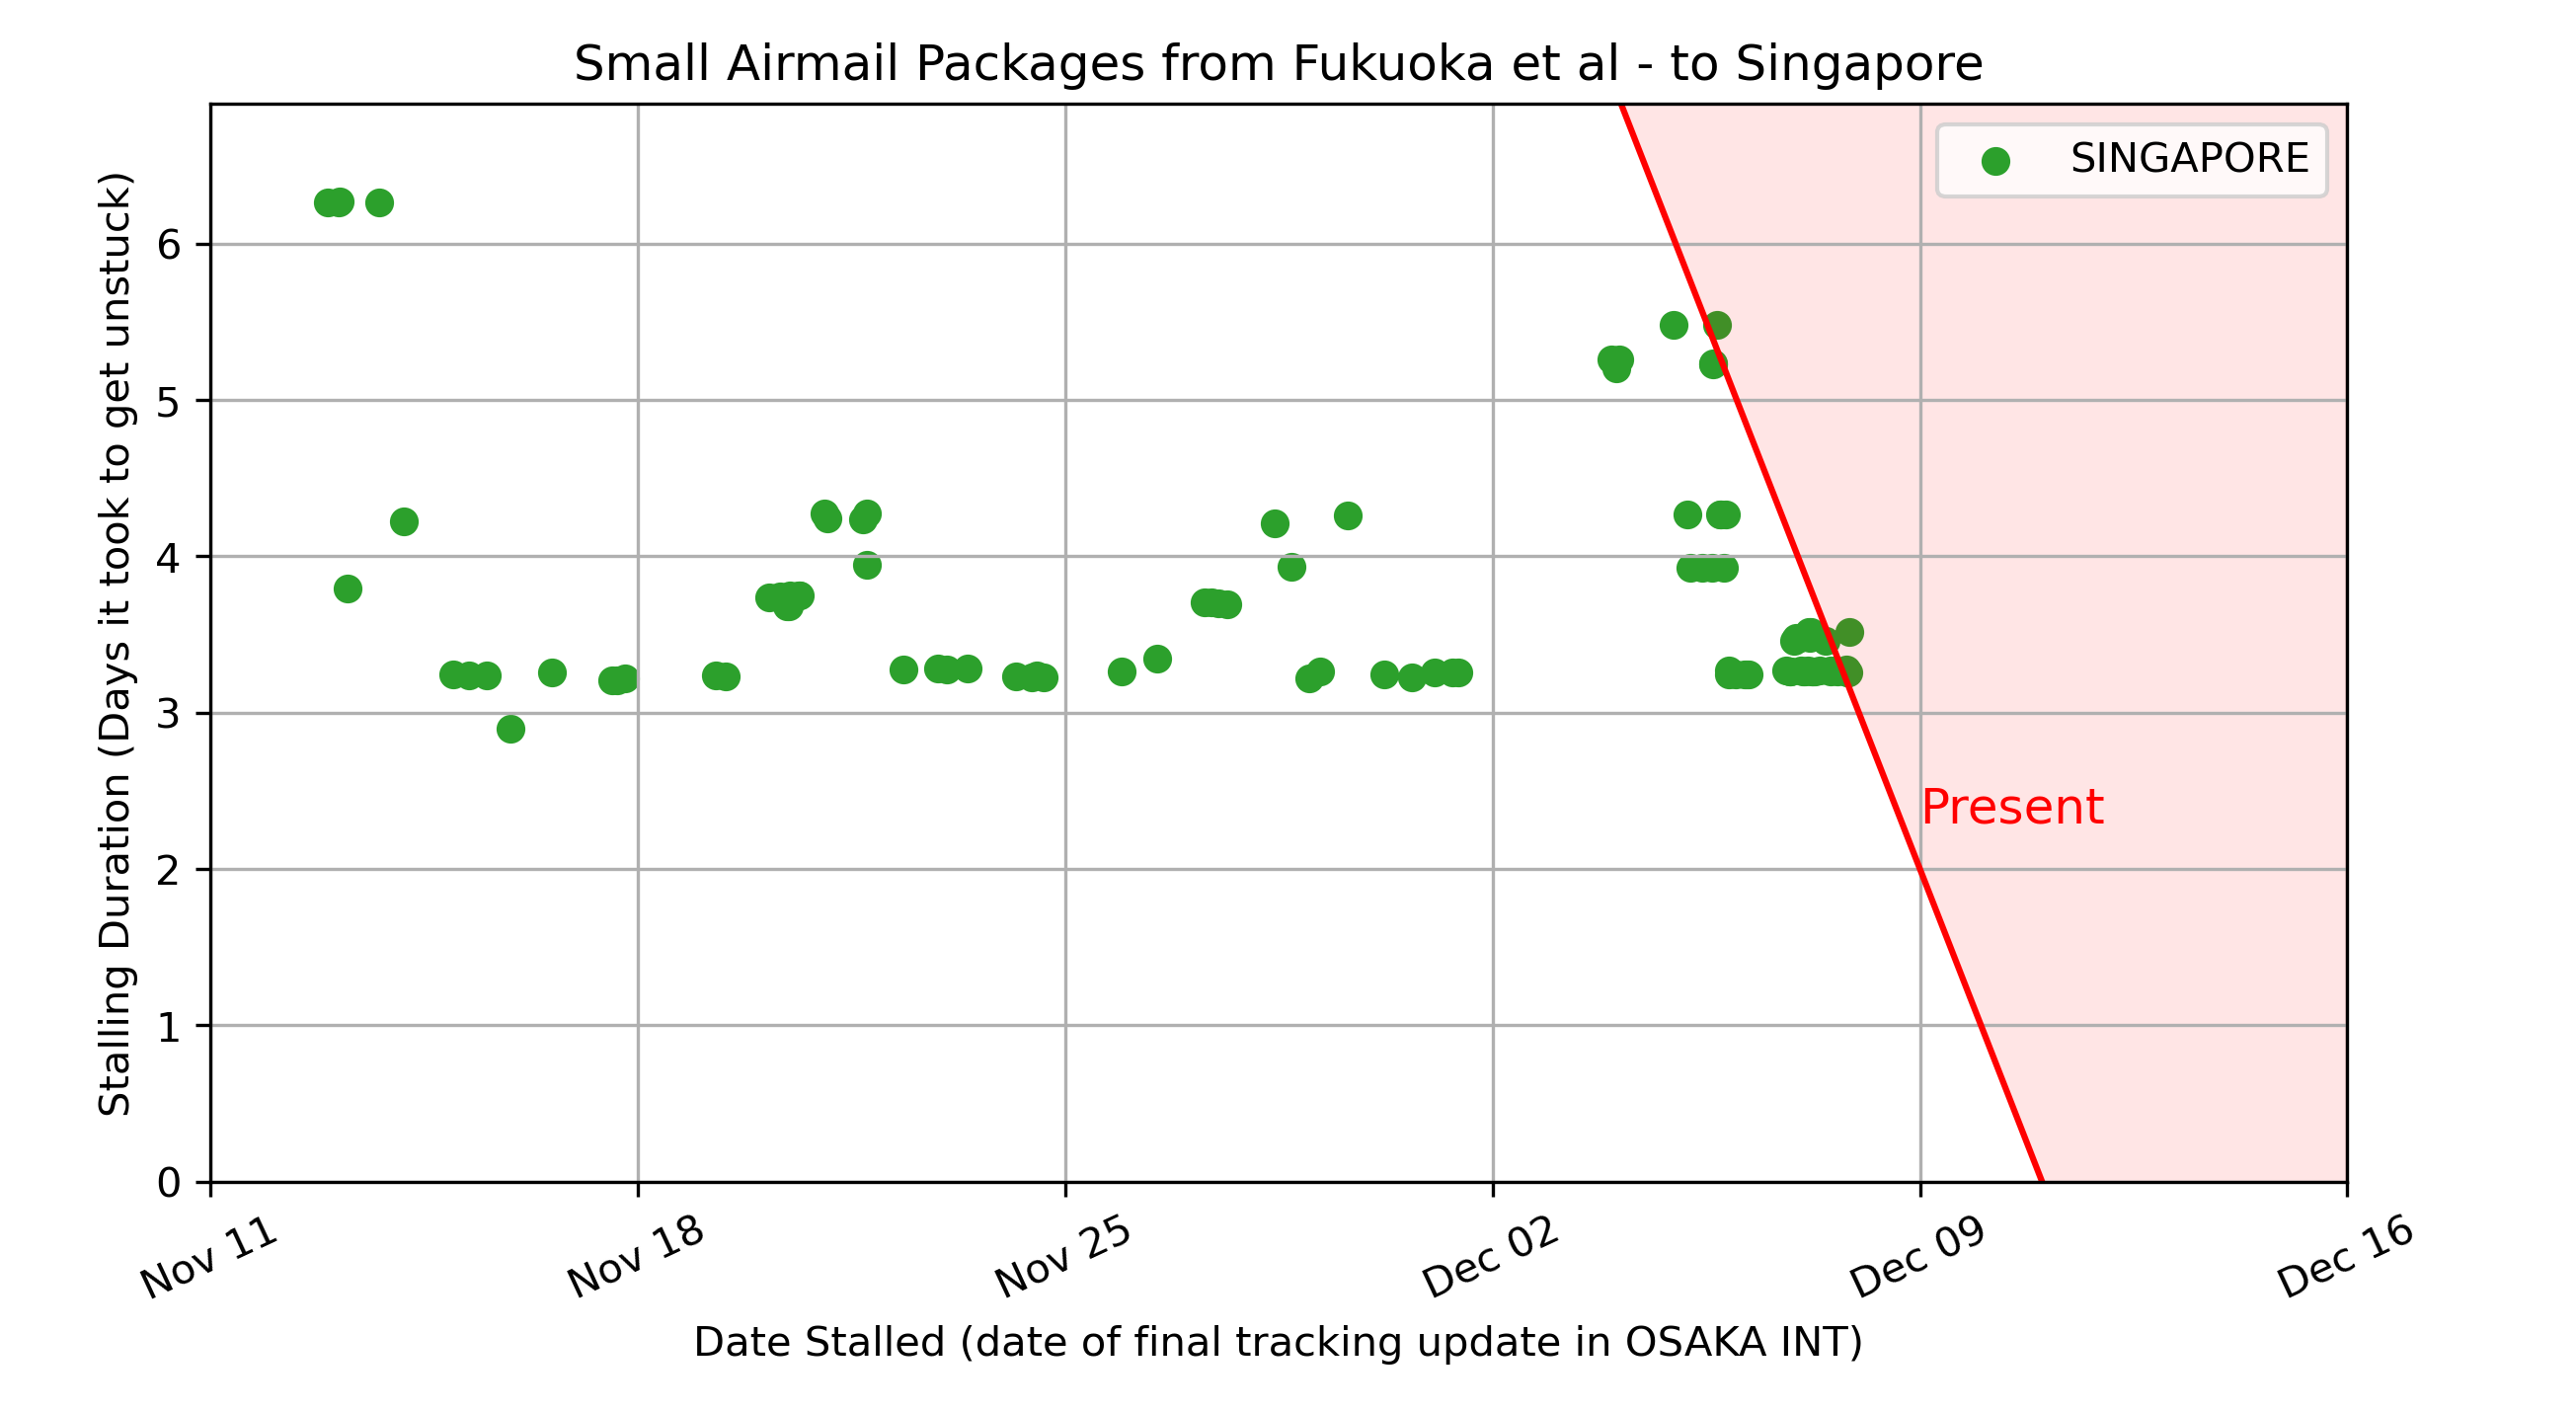 Small Airmail Packages from Fukuoka et al - to Singapore
SINGAPORE
Stalling Duration (Days it took to get unstuck)
6
5
4
3
2
1
0
Present
Nov 11
Nov 18
Nov 25
Dec 02
Dec 09
Dec 16
Date Stalled (date of final tracking update in OSAKA INT)